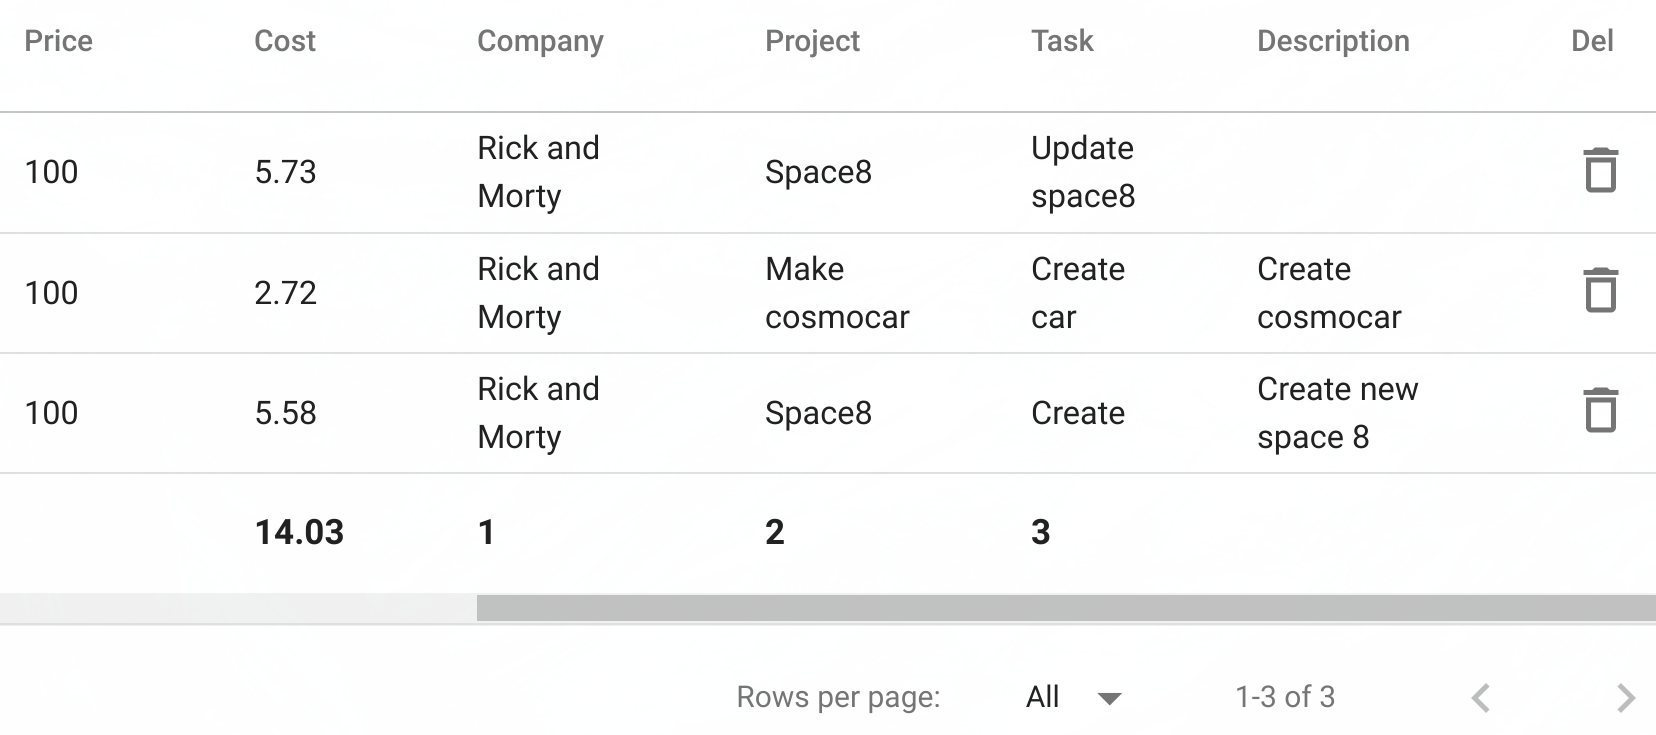 Price Cost Company Project Task Description Del
100 5.73 Rick and Morty Space8 Update space8
100 2.72 Rick and Morty Make cosmocar Create car Create cosmocar
100 5.58 Rick and Morty Space8 Create Create new space 8
14.03 1 2 3
Rows per page: All 1-3 of 3